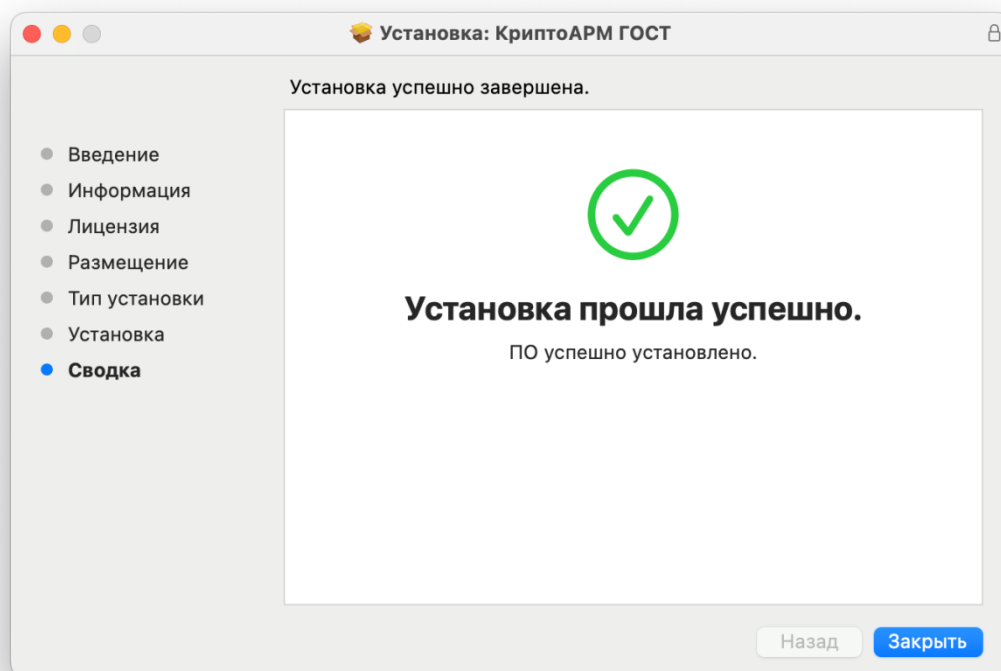 Установка: КриптоАРМ ГОСТ
Установка успешно завершена.
Введение
Информация
Лицензия
Размещение
Тип установки
Установка
Сводка
Установка прошла успешно.
ПО успешно установлено.
Назад
Закрыть